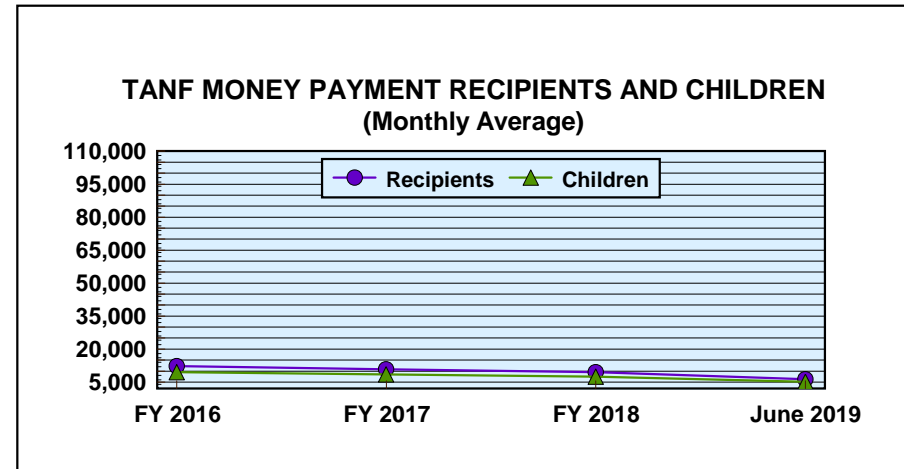 TANF MONEY PAYMENT RECIPIENTS AND CHILDREN
(Monthly Average)
110,000
Recipients Children
95,000
80,000
65,000
50,000
35,000
20,000
5,000
FY 2016 FY 2017 FY 2018 June 2019